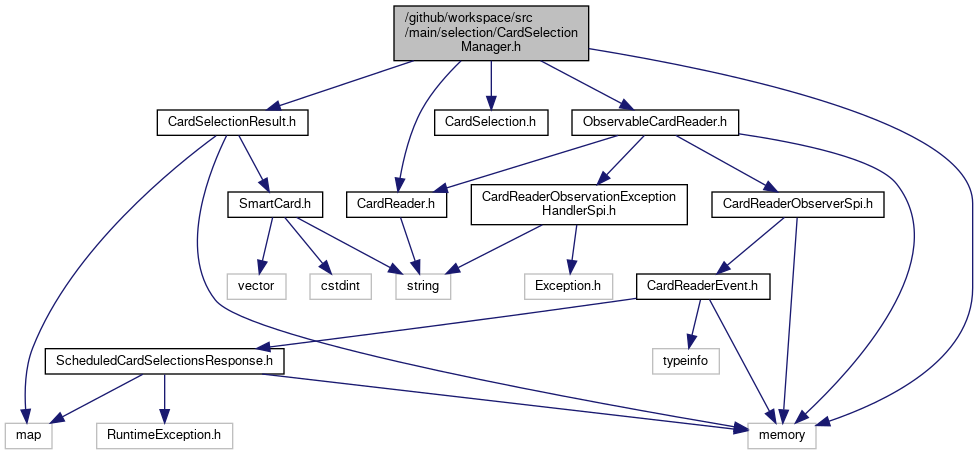 /github/workspace/src
/main/selection/CardSelection
Manager.h
CardSelectionResult.h
CardSelection.h
ObservableCardReader.h
SmartCard.h
CardReader.h
CardReaderObservationException
HandlerSpi.h
CardReaderObserverSpi.h
vector
cstdint
string
Exception.h
CardReaderEvent.h
ScheduledCardSelectionsResponse.h
typeinfo
map
RuntimeException.h
memory